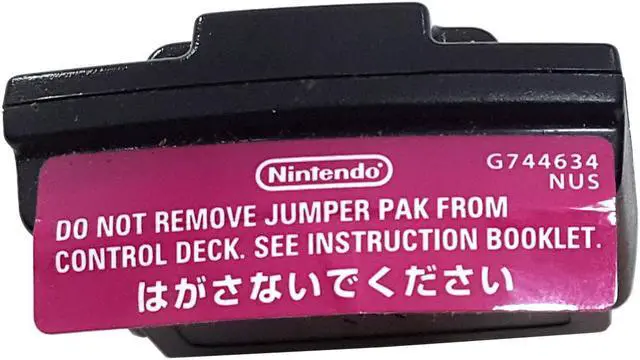 Nintendo
G744634
NUS
DO NOT REMOVE JUMPER PAK FROM
CONTROL DECK. SEE INSTRUCTION BOOKLET.
はがさないでください